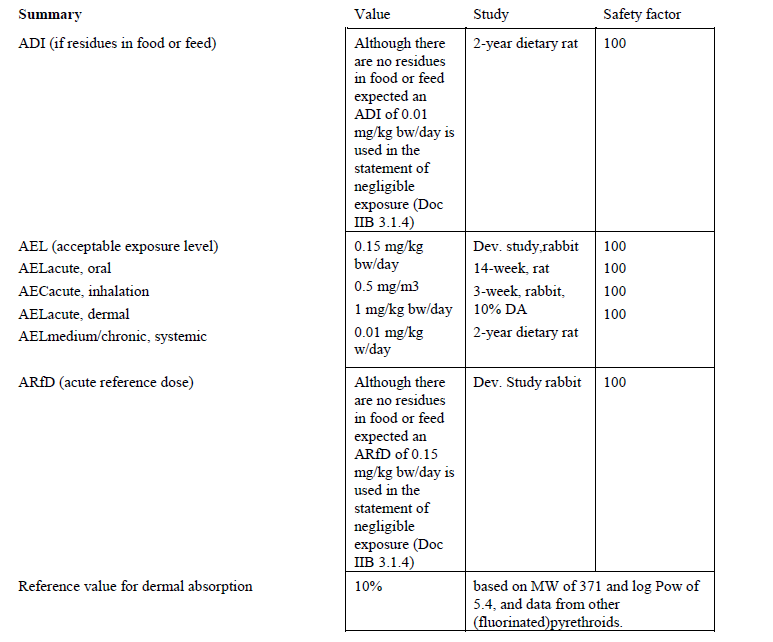 Summary Value Study Safety factor
ADI (if residues in food or feed) Although there 2-year dietary rat 100
are no residues
in food or feed
expected an
ADI of 0.01
mg/kg bw/day is
used in the
statement of
negligible
exposure (Doc
IIB 3.1.4)
AEL (acceptable exposure level) 0.15 mg/kg Dev. study,rabbit 100
bw/day
AELacute, oral 14-week, rat 100
AECacute, inhalation 0.5 mg/m3 3-week, rabbit, 100
AELacute, dermal 1 mg/kg bw/day 10% DA 100
AELmedium/chronic, systemic 0.01 mg/kg 2-year dietary rat
w/day
ARfD (acute reference dose) Although there Dev. Study rabbit 100
are no residues
in food or feed
expected an
ARfD of 0.15
mg/kg bw/day is
used in the
statement of
negligible
exposure (Doc
IIB 3.1.4)
Reference value for dermal absorption 10% based on MW of 371 and log Pow of
5.4, and data from other
(fluorinated)pyrethroids.